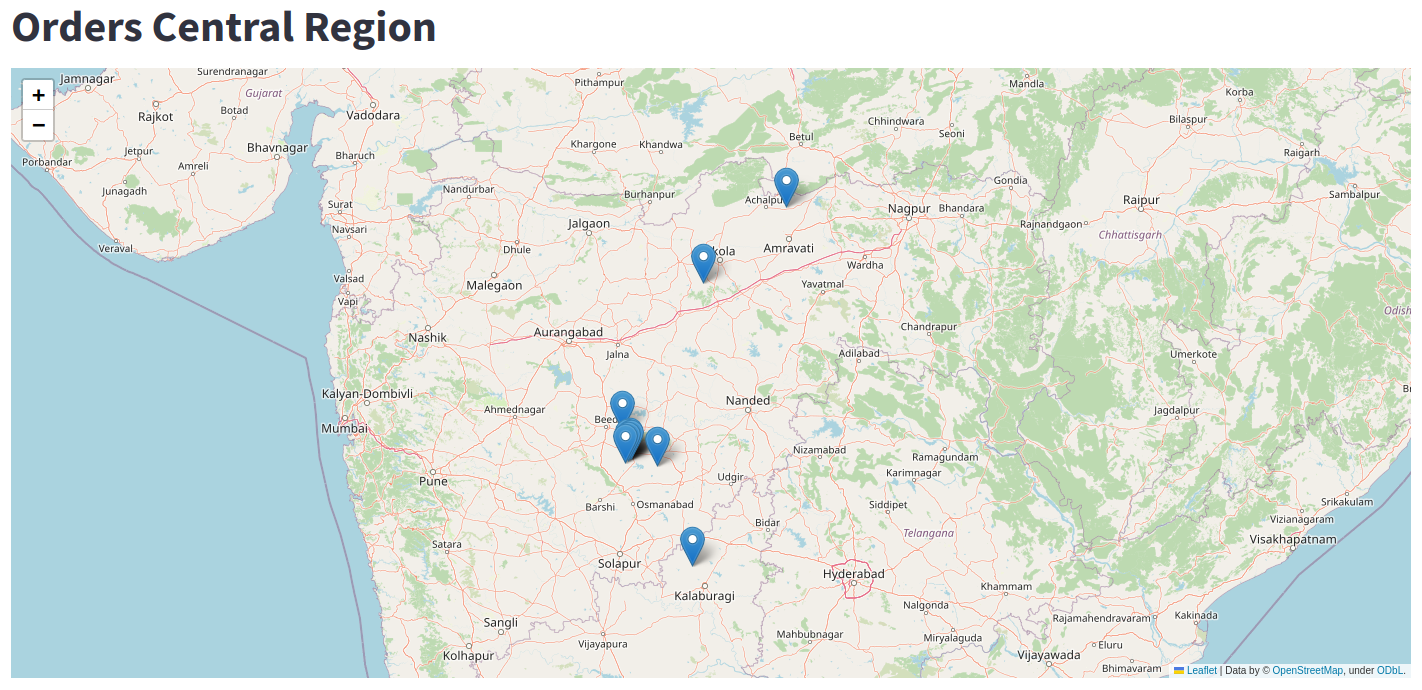 Orders Central Region
Jamnagar
Surendranagar
Pithampur
Mandla
+
Gujarat
Korba
Rajkot
Botad
Vadodara
Chhindwara
Bilaspur
−
Betul
Seoni
Khargone
Khandwa
Bhavnagar
Jetpur
Bharuch
Raigarh
Porbandar
Amreli
Junagadh
Nandurbar
Burhanpur
Gondia
Sambalpur
Surat
Achalpu
Nagpur
Bhandara
Raipur
Navsari
Jalgaon
Rajnandgaon
Chhattisgarh
Veraval
Dhule
kola
Amravati
Wardha
Valsad
Malegaon
Yavatmal
Vapi
Odish
Nashik
Aurangabad
Chandrapur
Jalna
Adilabad
Umerkote
Kalyan-Dombivli
Ahmednagar
Nanded
Jagdalpur
Mumbai
Beed
Nizamabad
Ramagundam
Pune
Udgir
Karimnagar
Barshi
Osmanabad
Siddipet
Srikakulam
Bidar
Telangana
Vizianagaram
Satara
Visakhapatnam
Solapur
Hyderabad
Kalaburagi
Khammam
Nalgonda
Sangli
Rajamahendravaram
Kakinada
Vijayapura
Mahbubnagar
Miryalaguda
Eluru
Kolhapur
Vijayawada
Bhimavaram
Leaflet | Data by © OpenStreetMap, under ODbL.